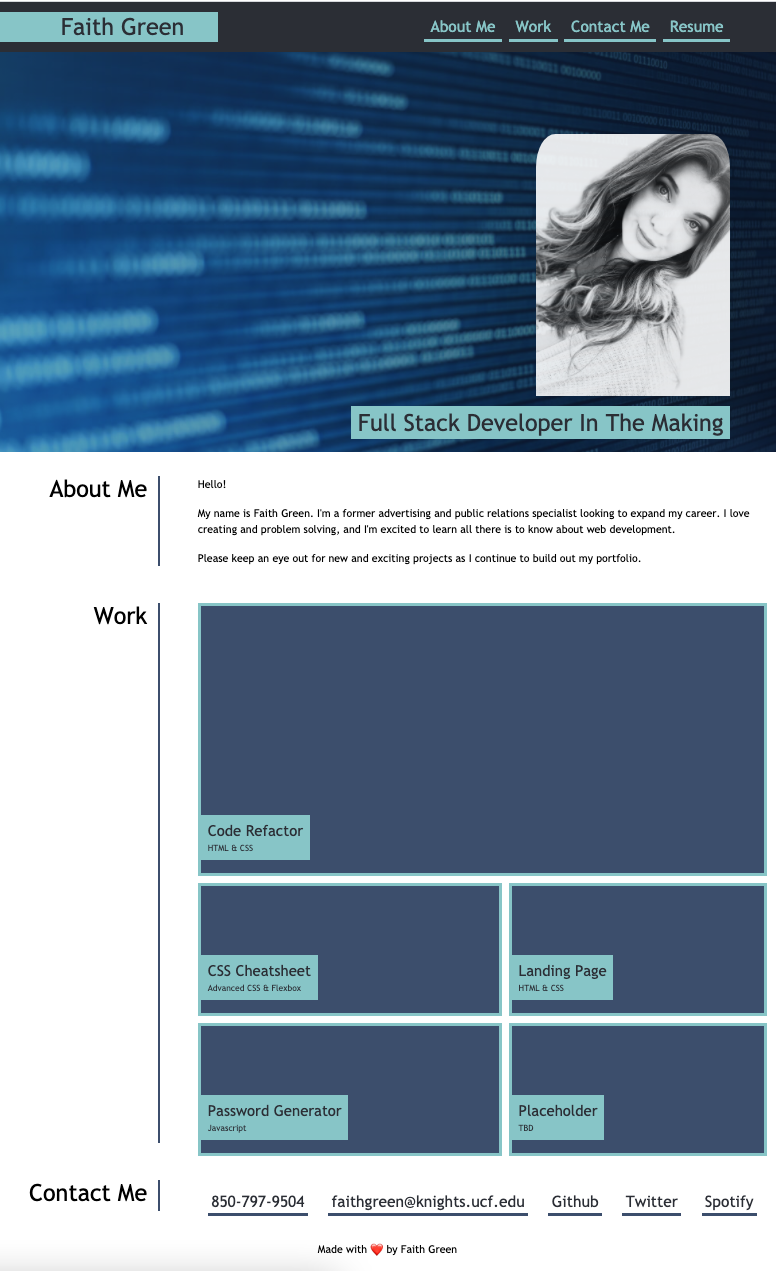 Faith Green
About Me Work Contact Me Resume
Full Stack Developer In The Making
About Me
Hello!
My name is Faith Green. I'm a former advertising and public relations specialist looking to expand my career. I love
creating and problem solving, and I'm excited to learn all there is to know about web development.
Please keep an eye out for new and exciting projects as I continue to build out my portfolio.
Work
Code Refactor
HTML & CSS
CSS Cheatsheet
Advanced CSS & Flexbox
Landing Page
HTML & CSS
Password Generator
Javascript
Placeholder
TBD
Contact Me
850-797-9504 faithgreen@knights.ucf.edu Github Twitter Spotify
Made with ❤️ by Faith Green